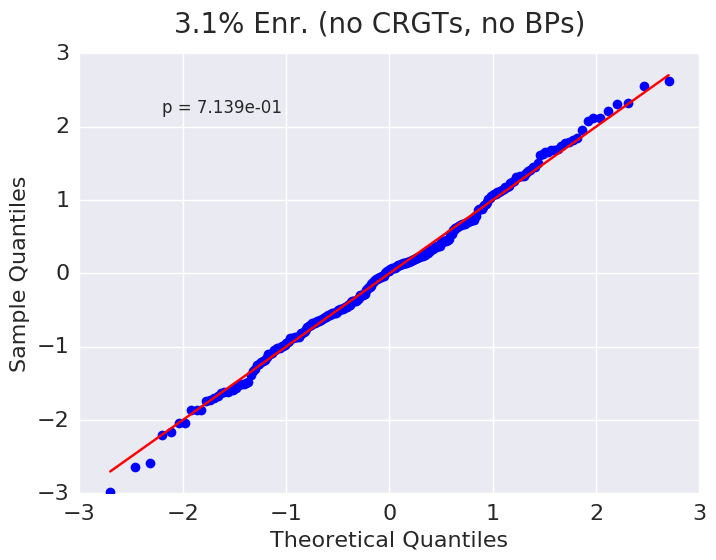 3.1% Enr. (no CRGTs, no BPs)
3
p = 7.139e-01
2
1
0
−1
−2
−3
Sample Quantiles
−3 −2 −1 0 1 2 3
Theoretical Quantiles